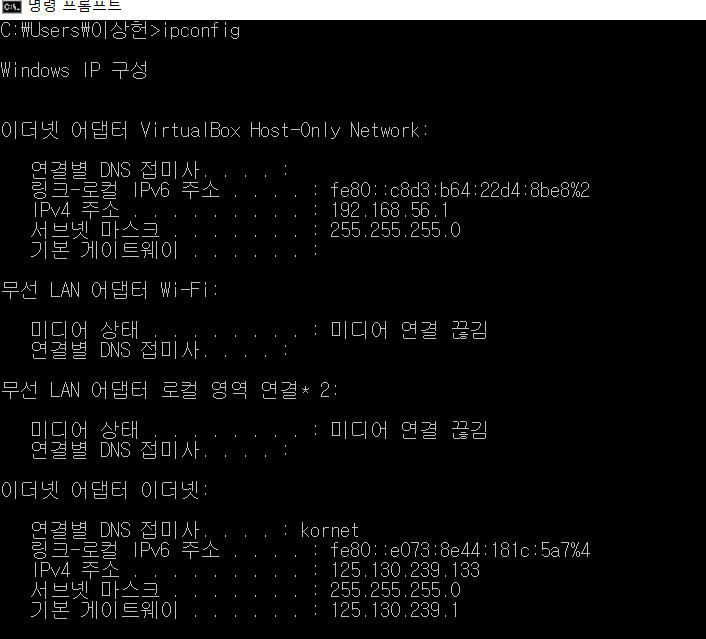 명령 프롬프트
C:\Users\이상헌>ipconfig
Windows IP 구성
이더넷 어댑터 VirtualBox Host-Only Network:
연결별 DNS 접미사. . . . :
링크-로컬 IPv6 주소 . . . . : fe80::c8d3:b64:22d4:8be8%2
IPv4 주소 . . . . . . . . . : 192.168.56.1
서브넷 마스크 . . . . . . . : 255.255.255.0
기본 게이트웨이 . . . . . . :
무선 LAN 어댑터 Wi-Fi:
미디어 상태 . . . . . . . . : 미디어 연결 끊김
연결별 DNS 접미사. . . . :
무선 LAN 어댑터 로컬 영역 연결* 2:
미디어 상태 . . . . . . . . : 미디어 연결 끊김
연결별 DNS 접미사. . . . :
이더넷 어댑터 이더넷:
연결별 DNS 접미사. . . . : kornet
링크-로컬 IPv6 주소 . . . . : fe80::e073:8e44:181c:5a7%4
IPv4 주소 . . . . . . . . . : 125.130.239.133
서브넷 마스크 . . . . . . . : 255.255.255.0
기본 게이트웨이 . . . . . . : 125.130.239.1